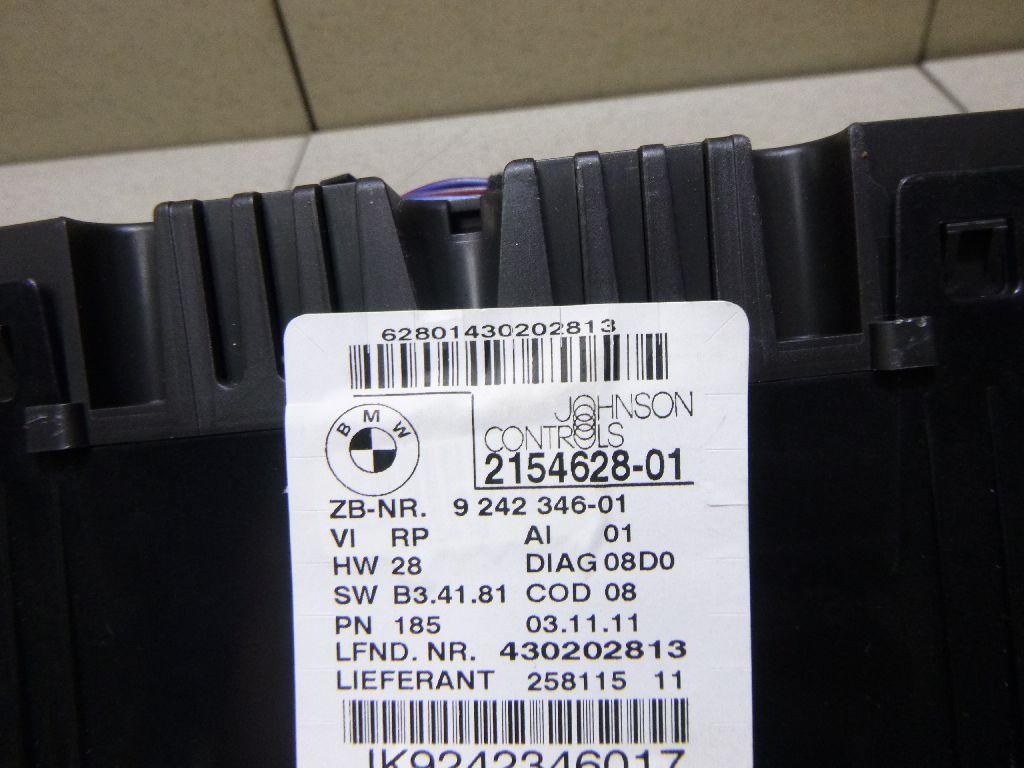 62801430202813
BMW
JOHNSON
CONTROLS
2154628-01
ZB-NR. 9 242 346-01
VI RP AI 01
HW 28 DIAG 08D0
SW B3.41.81 COD 08
PN 185 03.11.11
LFND. NR. 430202813
LIEFERANT 258115 11
IK9242346017